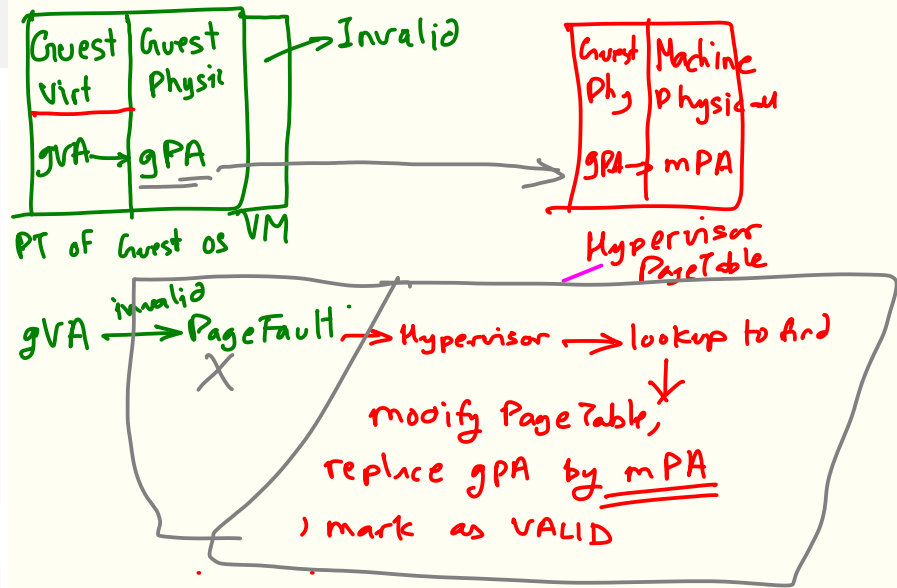 Guest Virt
Guest Physic
Invalid
gVA → gPA
PT of Guest OS
VM
Guest Phy
Machine Physical
gPA → mPA
Hypervisor
PageTable
invalid
gVA → PageFault → Hypervisor → lookup to find
X
modify PageTable,
replace gPA by mPA
, mark as VALID